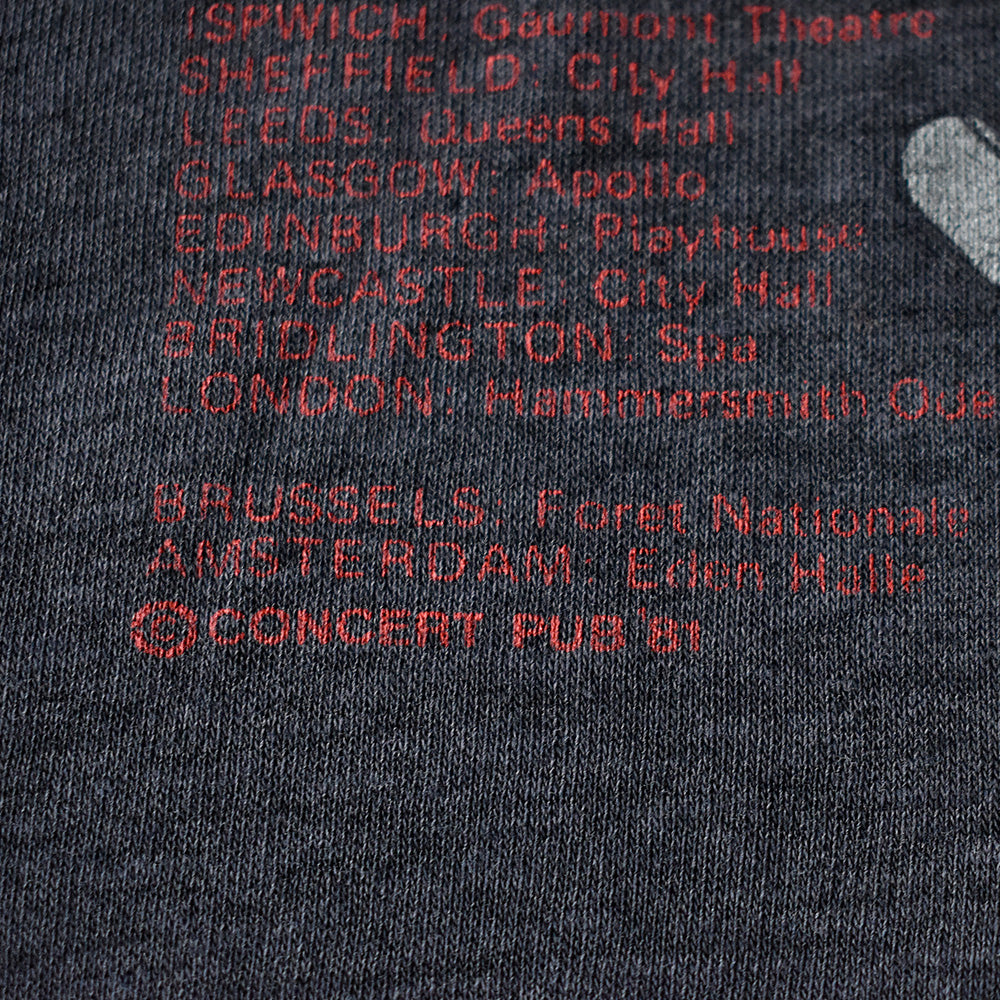 ISPWICH: Gaumont Theatre
SHEFFIELD: City Hall
LEEDS: Queens Hall
GLASGOW: Apollo
EDINBURGH: Playhouse
NEWCASTLE: City Hall
BRIDLINGTON: Spa
LONDON: Hammersmith Ode
BRUSSELS: Foret Nationale
AMSTERDAM: Eden Halle
©CONCERT PUB '81